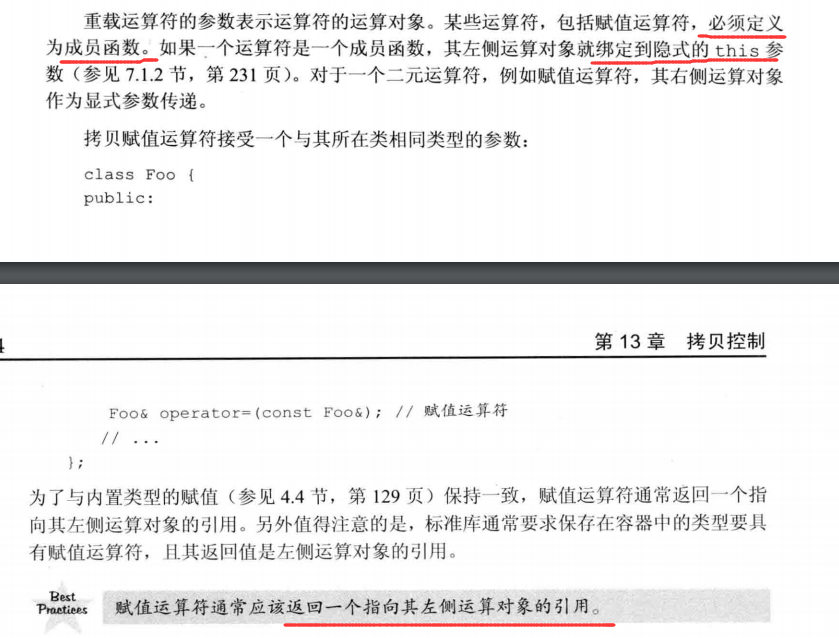 重载运算符的参数表示运算符的运算对象。某些运算符，包括赋值运算符，必须定义
为成员函数。如果一个运算符是一个成员函数，其左侧运算对象就绑定到隐式的 this 参
数（参见 7.1.2 节，第 231 页）。对于一个二元运算符，例如赋值运算符，其右侧运算对象
作为显式参数传递。
拷贝赋值运算符接受一个与其所在类相同类型的参数：
class Foo {
public:
第 13 章 拷贝控制
Foo& operator=(const Foo&); // 赋值运算符
// ...
};
为了与内置类型的赋值（参见 4.4 节，第 129 页）保持一致，赋值运算符通常返回一个指
向其左侧运算对象的引用。另外值得注意的是，标准库通常要求保存在容器中的类型要具
有赋值运算符，且其返回值是左侧运算对象的引用。
Best
Practices
赋值运算符通常应该返回一个指向其左侧运算对象的引用。